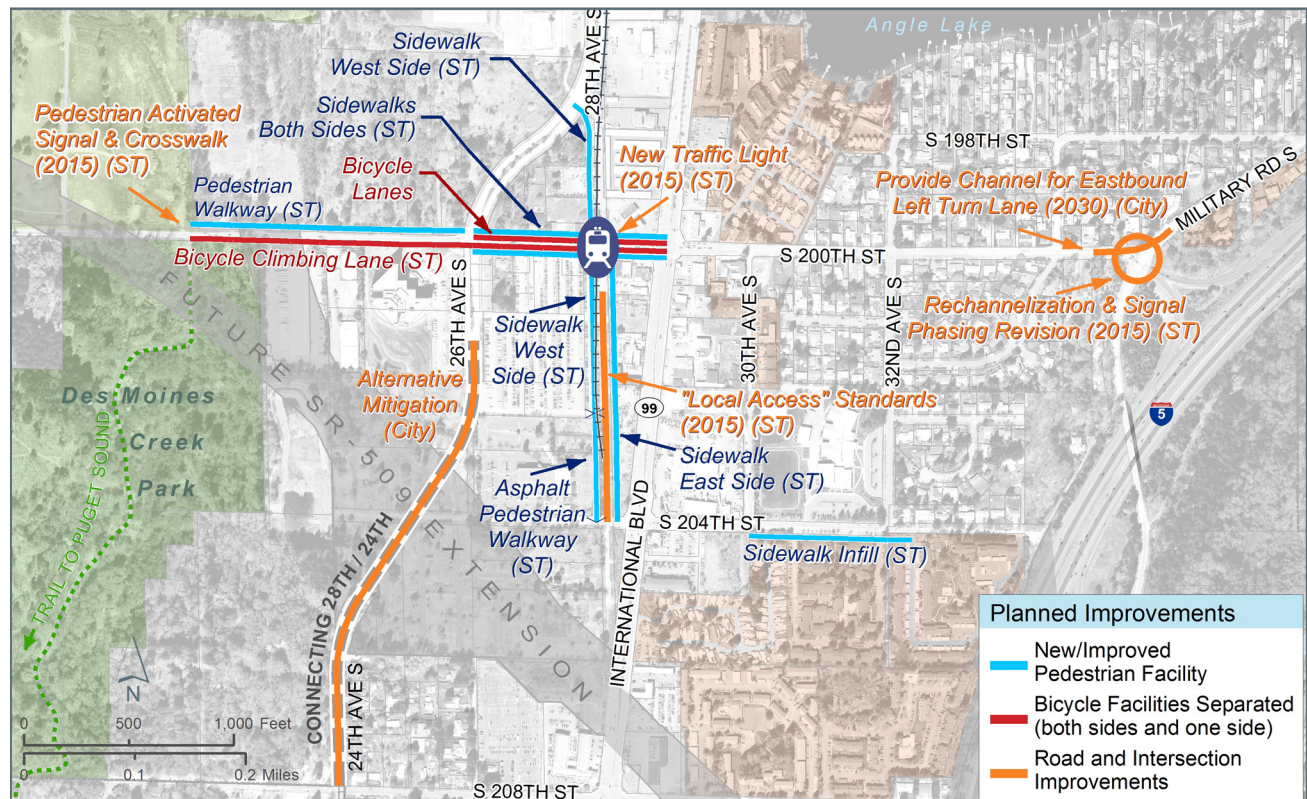 Angle Lake
Sidewalk
West Side (ST)
28TH AVE S
Sidewalks
Both Sides (ST)
Pedestrian Activated
Signal & Crosswalk
(2015) (ST)
Bicycle
Lanes
New Traffic Light
(2015) (ST)
S 198TH ST
Provide Channel for Eastbound
Left Turn Lane (2030) (City)
MILITARY RD S
Pedestrian
Walkway (ST)
Bicycle Climbing Lane (ST)
S 200TH ST
26TH AVE S
30TH AVE S
32ND AVE S
Rechannelization & Signal
Phasing Revision (2015) (ST)
Sidewalk
West
Side (ST)
Alternative
Mitigation
(City)
"Local Access" Standards
(2015) (ST)
99
5
Des Moines
Creek
Park
FUTURE SR-509 EXTENSION
Sidewalk
East Side (ST)
Asphalt
Pedestrian
Walkway
(ST)
S 204TH ST
Sidewalk Infill (ST)
TRAIL TO PUGET SOUND
CONNECTING 28TH / 24TH
INTERNATIONAL BLVD
24TH AVE S
N
0 500 1,000 Feet
0 0.1 0.2 Miles
S 208TH ST
Planned Improvements
New/Improved
Pedestrian Facility
Bicycle Facilities Separated
(both sides and one side)
Road and Intersection
Improvements